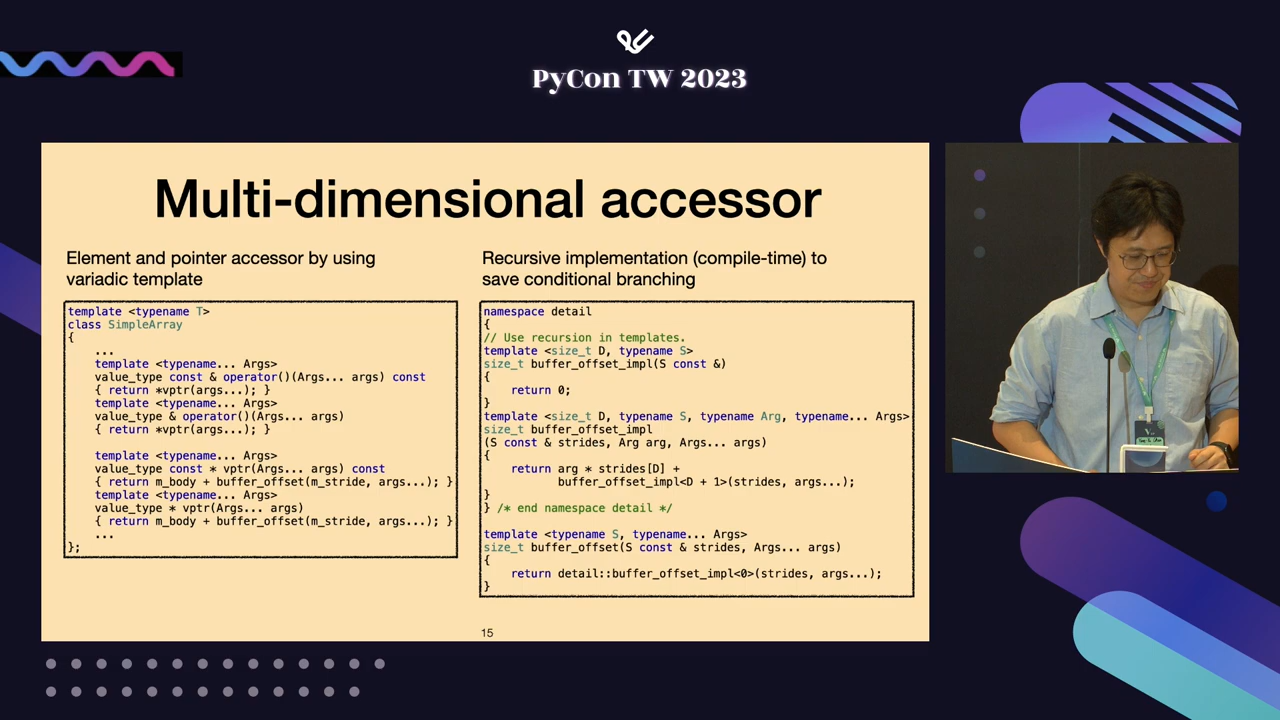 PyCon TW 2023
Multi-dimensional accessor
Element and pointer accessor by using
variadic template
template <typename T>
class SimpleArray
{
...
template <typename... Args>
value_type const & operator()(Args... args) const
{ return *vptr(args...); }
template <typename... Args>
value_type & operator()(Args... args)
{ return *vptr(args...); }
template <typename... Args>
value_type const * vptr(Args... args) const
{ return m_body + buffer_offset(m_stride, args...); }
template <typename... Args>
value_type * vptr(Args... args)
{ return m_body + buffer_offset(m_stride, args...); }
...
};
Recursive implementation (compile-time) to
save conditional branching
namespace detail
{
// Use recursion in templates.
template <size_t D, typename S>
size_t buffer_offset_impl(S const &)
{
return 0;
}
template <size_t D, typename S, typename Arg, typename... Args>
size_t buffer_offset_impl
(S const & strides, Arg arg, Args... args)
{
return arg * strides[D] +
buffer_offset_impl<D + 1>(strides, args...);
}
} /* end namespace detail */
template <typename S, typename... Args>
size_t buffer_offset(S const & strides, Args... args)
{
return detail::buffer_offset_impl<0>(strides, args...);
}
15